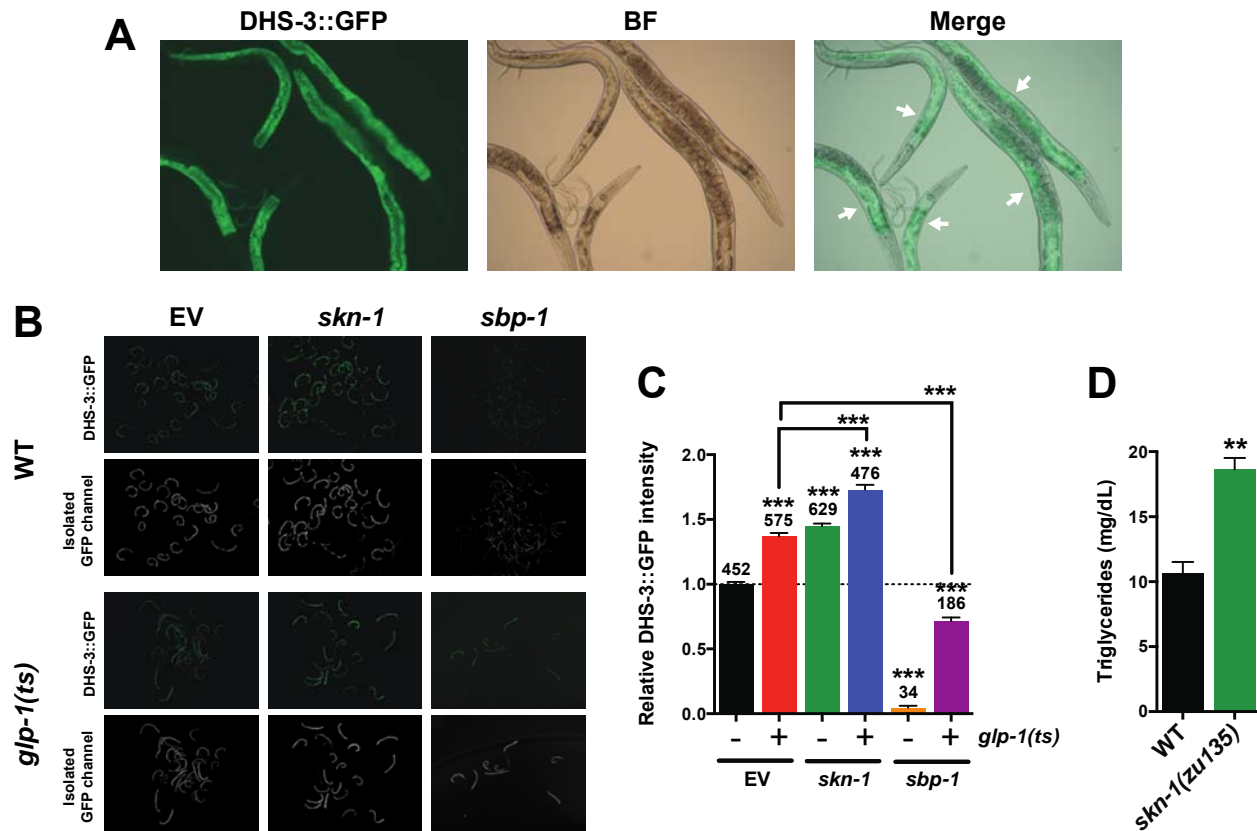 A
DHS-3::GFP BF Merge
B
EV skn-1 sbp-1
WT
DHS-3::GFP
Isolated
GFP channel
glp-1(ts)
DHS-3::GFP
Isolated
GFP channel
C
Relative DHS-3::GFP intensity
2.0
1.5
1.0
0.5
0.0
***
***
452
***
575
***
629
***
476
***
34
***
186
- + - + - + glp-1(ts)
EV skn-1 sbp-1
D
Triglycerides (mg/dL)
20
15
10
5
0
**
WT
skn-1(zu135)